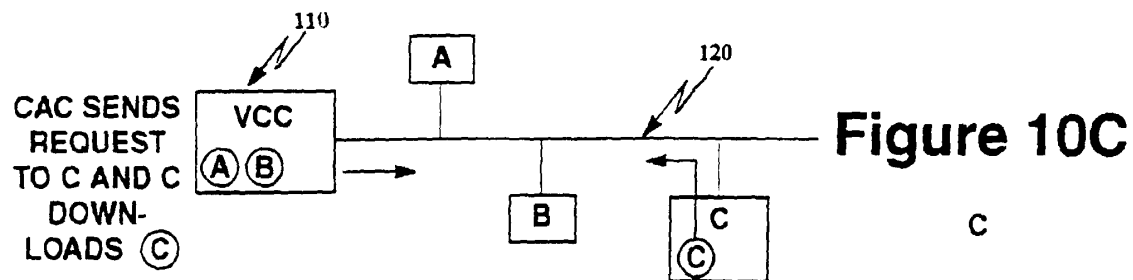 110
A
120
CAC SENDS
REQUEST
TO C AND C
DOWN-
LOADS C
VCC
A B
Figure 10C
B
C
C
C